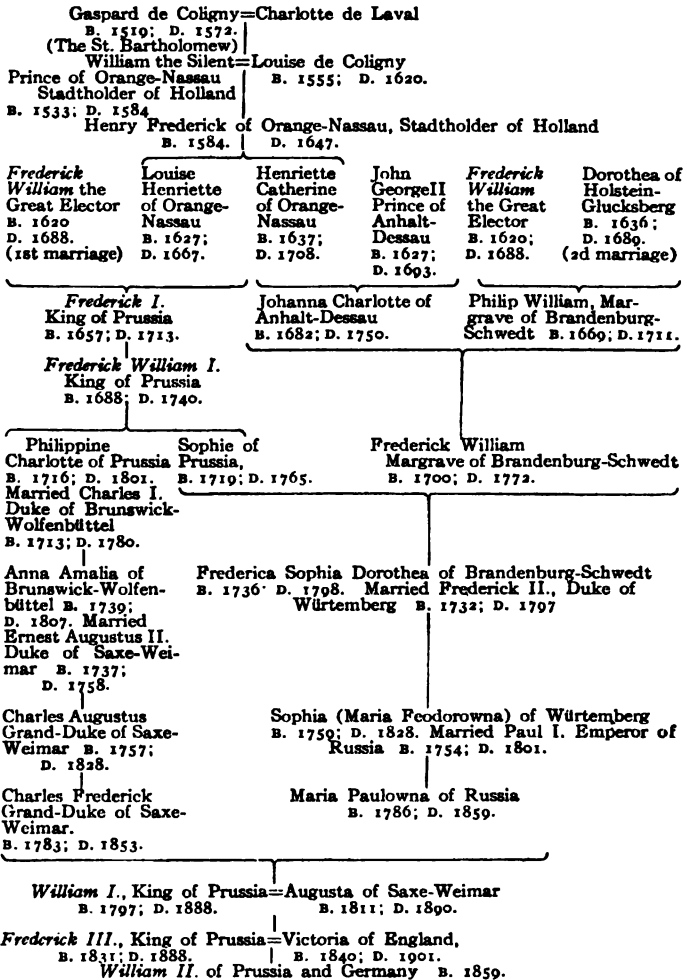 Gaspard de Coligny=Charlotte de Laval
B. 1519; D. 1572.
(The St. Bartholomew)
William the Silent=Louise de Coligny
Prince of Orange-Nassau B. 1555; D. 1620.
Stadtholder of Holland
B. 1533; D. 1584
Henry Frederick of Orange-Nassau, Stadtholder of Holland
B. 1584. D. 1647.
Frederick
William the
Great Elector
B. 1620
D. 1688.
(1st marriage)
Louise
Henriette
of Orange-
Nassau
B. 1627;
D. 1667.
Henriette
Catherine
of Orange-
Nassau
B. 1637;
D. 1708.
John
GeorgeII
Prince of
Anhalt-
Dessau
B. 1627;
D. 1693.
Frederick
William
the Great
Elector
B. 1620;
D. 1688.
Dorothea of
Holstein-
Glucksberg
B. 1636;
D. 1689.
(2d marriage)
Frederick I.
King of Prussia
B. 1657; D. 1713.
Johanna Charlotte of
Anhalt-Dessau
B. 1682; D. 1750.
Philip William, Mar-
grave of Brandenburg-
Schwedt B. 1669; D. 1711.
Frederick William I.
King of Prussia
B. 1688; D. 1740.
Philippine
Charlotte of Prussia
B. 1716; D. 1801.
Married Charles I.
Duke of Brunswick-
Wolfenbüttel
B. 1713; D. 1780.
Sophie of
Prussia,
B. 1719; D. 1765.
Frederick William
Margrave of Brandenburg-Schwedt
B. 1700; D. 1772.
Anna Amalia of
Brunswick-Wolfen-
büttel B. 1739;
D. 1807. Married
Ernest Augustus II.
Duke of Saxe-Wei-
mar B. 1737;
D. 1758.
Frederica Sophia Dorothea of Brandenburg-Schwedt
B. 1736· D. 1798. Married Frederick II., Duke of
Würtemberg B. 1732; D. 1797
Charles Augustus
Grand-Duke of Saxe-
Weimar B. 1757;
D. 1828.
Sophia (Maria Feodorowna) of Würtemberg
B. 1759; D. 1828. Married Paul I. Emperor of
Russia B. 1754; D. 1801.
Charles Frederick
Grand-Duke of Saxe-
Weimar.
B. 1783; D. 1853.
Maria Paulowna of Russia
B. 1786; D. 1859.
William I., King of Prussia=Augusta of Saxe-Weimar
B. 1797; D. 1888. B. 1811; D. 1890.
Frederick III., King of Prussia=Victoria of England,
B. 1831; D. 1888. B. 1840; D. 1901.
William II. of Prussia and Germany B. 1859.